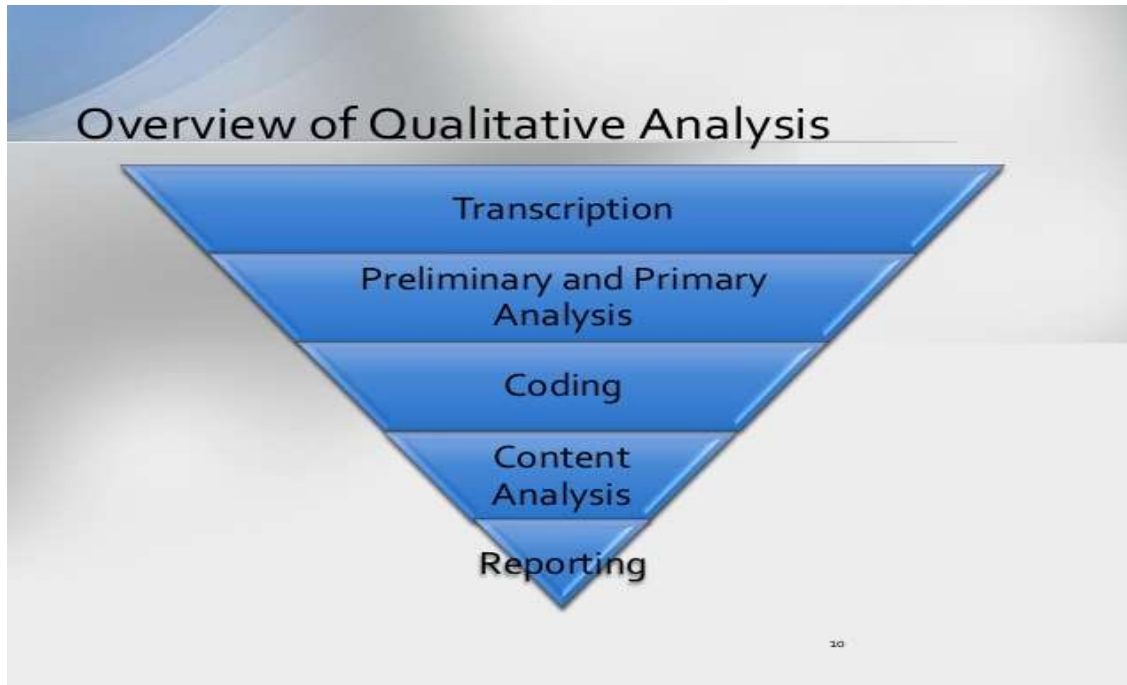 Overview of Qualitative Analysis
Transcription
Preliminary and Primary
Analysis
Coding
Content
Analysis
Reporting
10